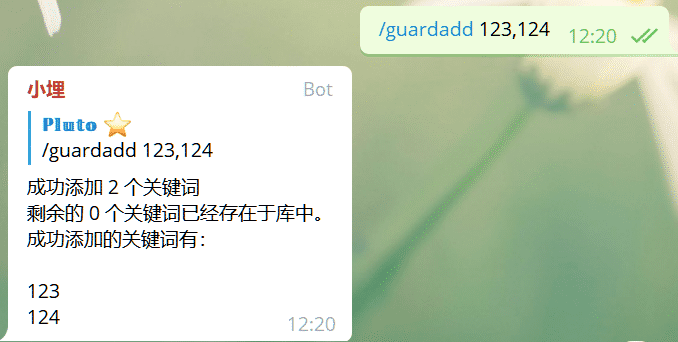 /guardadd 123,124
12:20
小埋
Bot
Pluto ⭐
/guardadd 123,124
成功添加 2 个关键词
剩余的 0 个关键词已经存在于库中。
成功添加的关键词有：
123
124
12:20